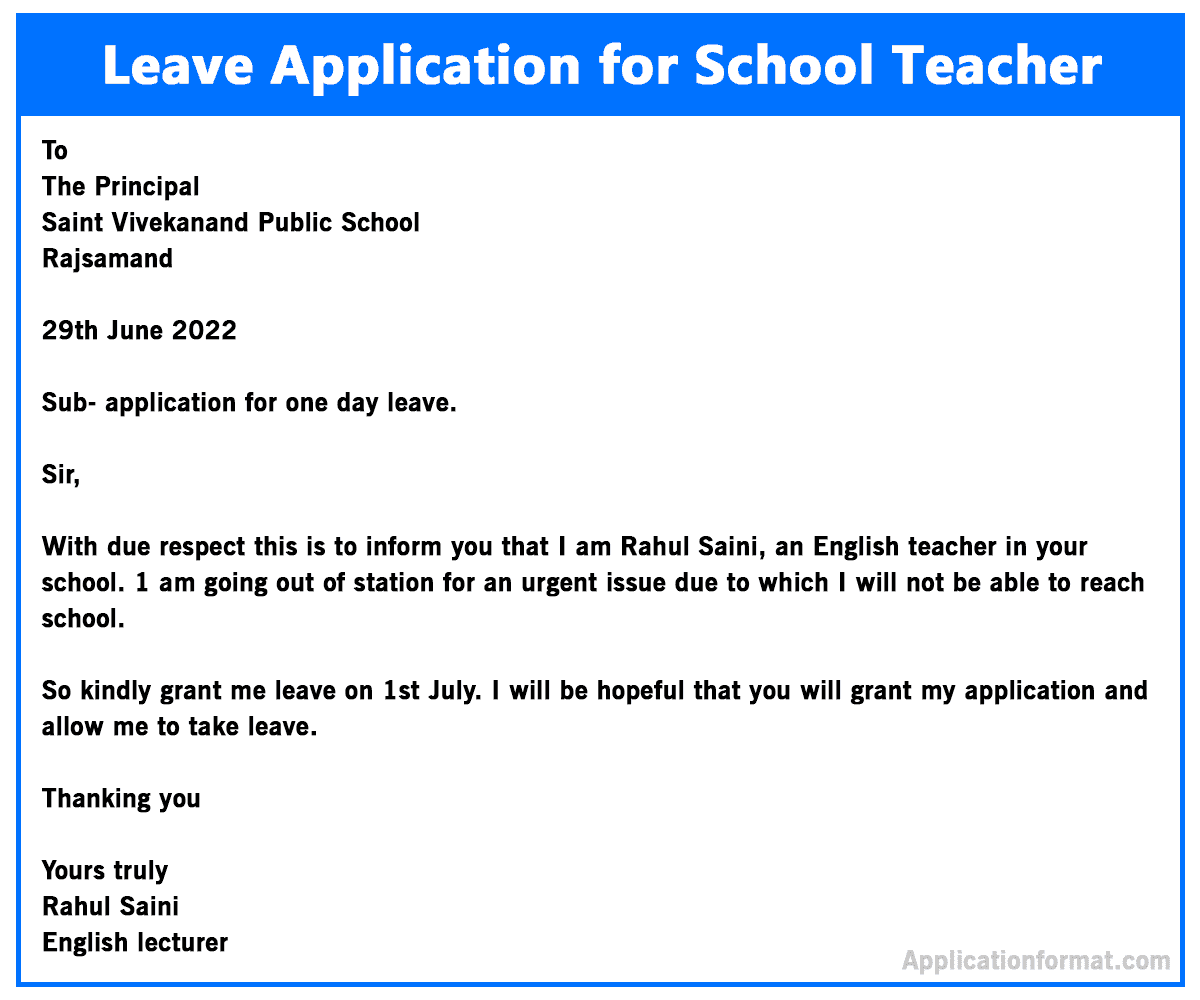 Leave Application for School Teacher
To
The Principal
Saint Vivekanand Public School
Rajsamand
29th June 2022
Sub- application for one day leave.
Sir,
With due respect this is to inform you that I am Rahul Saini, an English teacher in your
school. 1 am going out of station for an urgent issue due to which I will not be able to reach
school.
So kindly grant me leave on 1st July. I will be hopeful that you will grant my application and
allow me to take leave.
Thanking you
Yours truly
Rahul Saini
English lecturer
Applicationformat.com